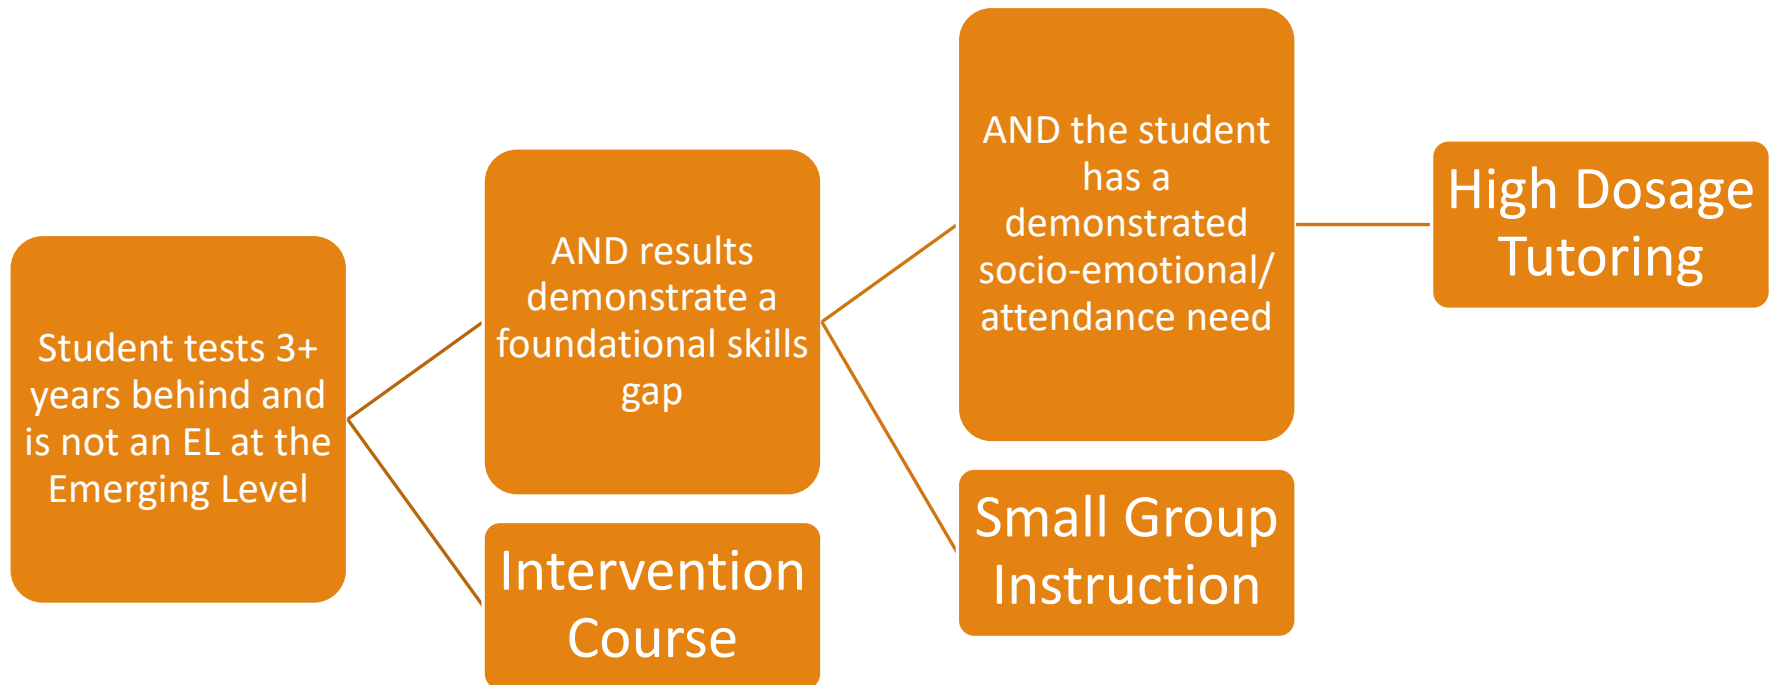 Student tests 3+
years behind and
is not an EL at the
Emerging Level
AND results
demonstrate a
foundational skills
gap
Intervention
Course
AND the student
has a
demonstrated
socio-emotional/
attendance need
Small Group
Instruction
High Dosage
Tutoring